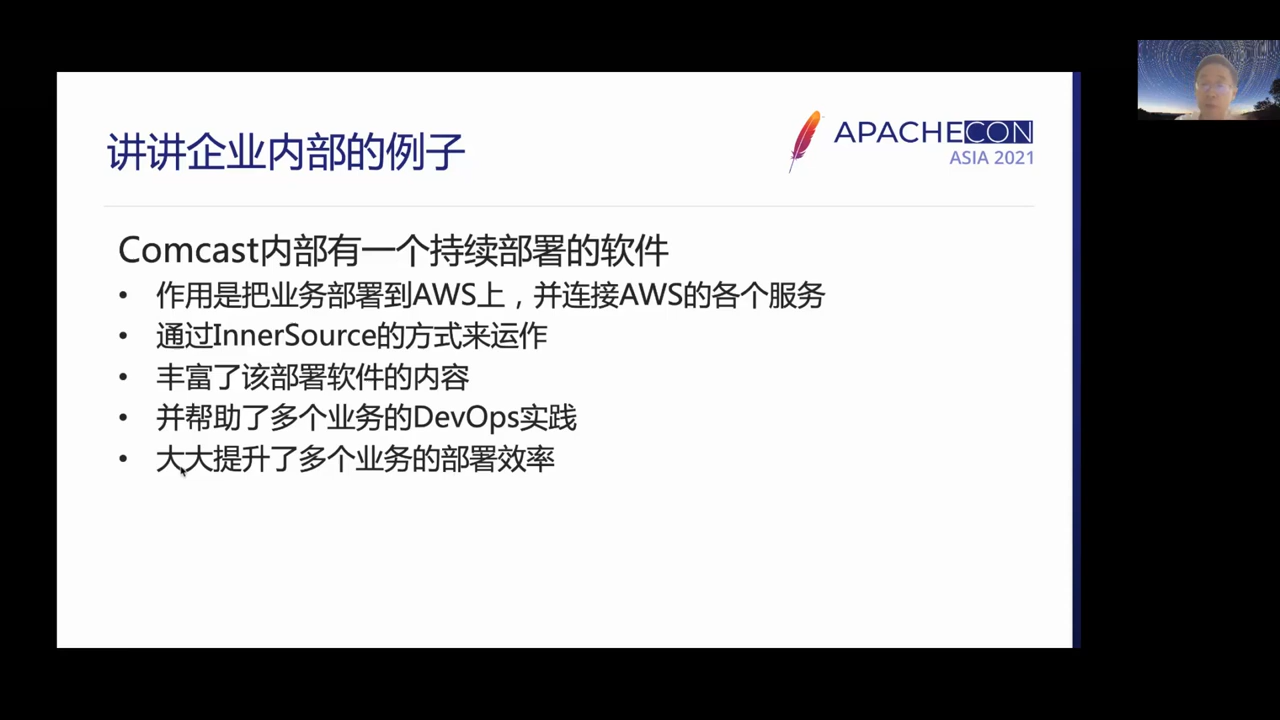 讲讲企业内部的例子
APACHECON
ASIA 2021
Comcast内部有一个持续部署的软件
• 作用是把业务部署到AWS上，并连接AWS的各个服务
• 通过InnerSource的方式来运作
• 丰富了该部署软件的内容
• 并帮助了多个业务的DevOps实践
• 大大提升了多个业务的部署效率